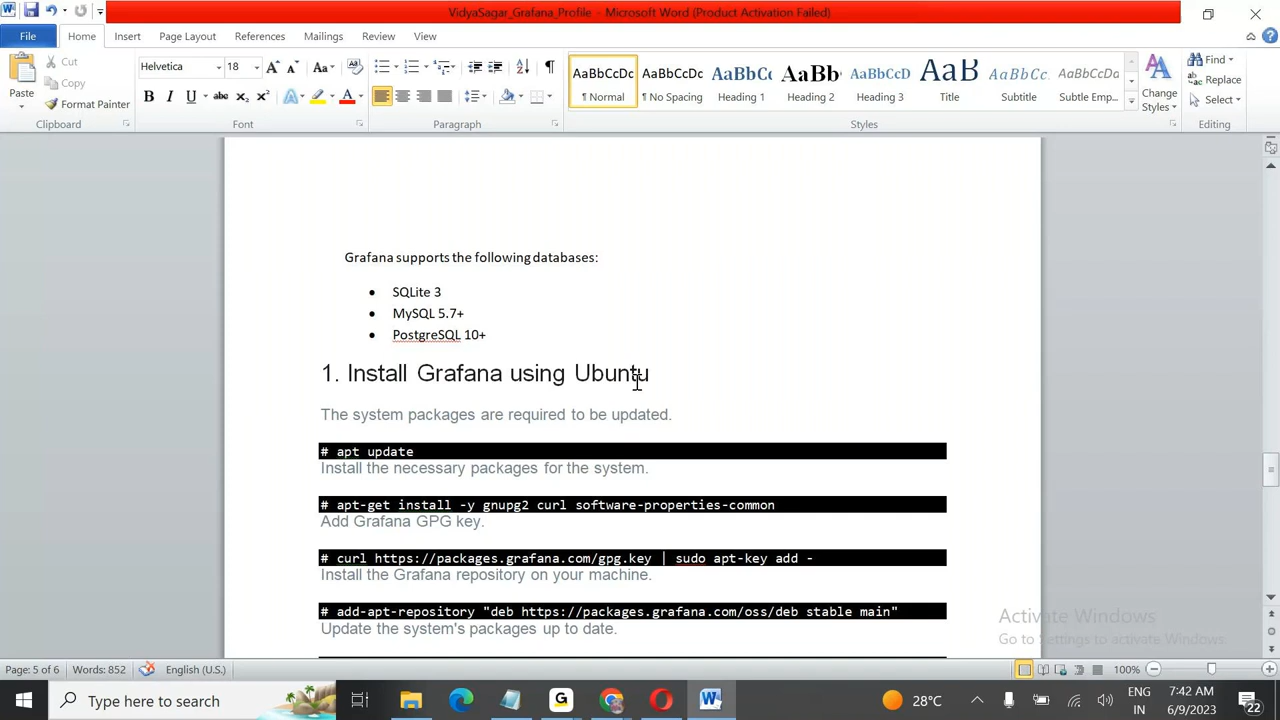 VidyaSagar_Grafana_Profile - Microsoft Word (Product Activation Failed)
File Home Insert Page Layout References Mailings Review View
Paste
Cut
Copy
Format Painter
Clipboard
Helvetica 18
Font
Paragraph
AaBbCcDc AaBbCcDc AaBbCc AaBb AaBbCcD AaB AaBbCcD AaBbCcDc
¶ Normal ¶ No Spacing Heading 1 Heading 2 Heading 3 Title Subtitle Subtle Emp...
Styles
Change Styles
Find
Replace
Select
Editing
Grafana supports the following databases:
• SQLite 3
• MySQL 5.7+
• PostgreSQL 10+
1. Install Grafana using Ubuntu
The system packages are required to be updated.
# apt update
Install the necessary packages for the system.
# apt-get install -y gnupg2 curl software-properties-common
Add Grafana GPG key.
# curl https://packages.grafana.com/gpg.key | sudo apt-key add -
Install the Grafana repository on your machine.
# add-apt-repository "deb https://packages.grafana.com/oss/deb stable main"
Update the system's packages up to date.
Activate Windows
Go to Settings to activate Windows.
Page: 5 of 6 Words: 852 English (U.S.) 100%
Type here to search
28°C
ENG
IN
7:42 AM
6/9/2023
22